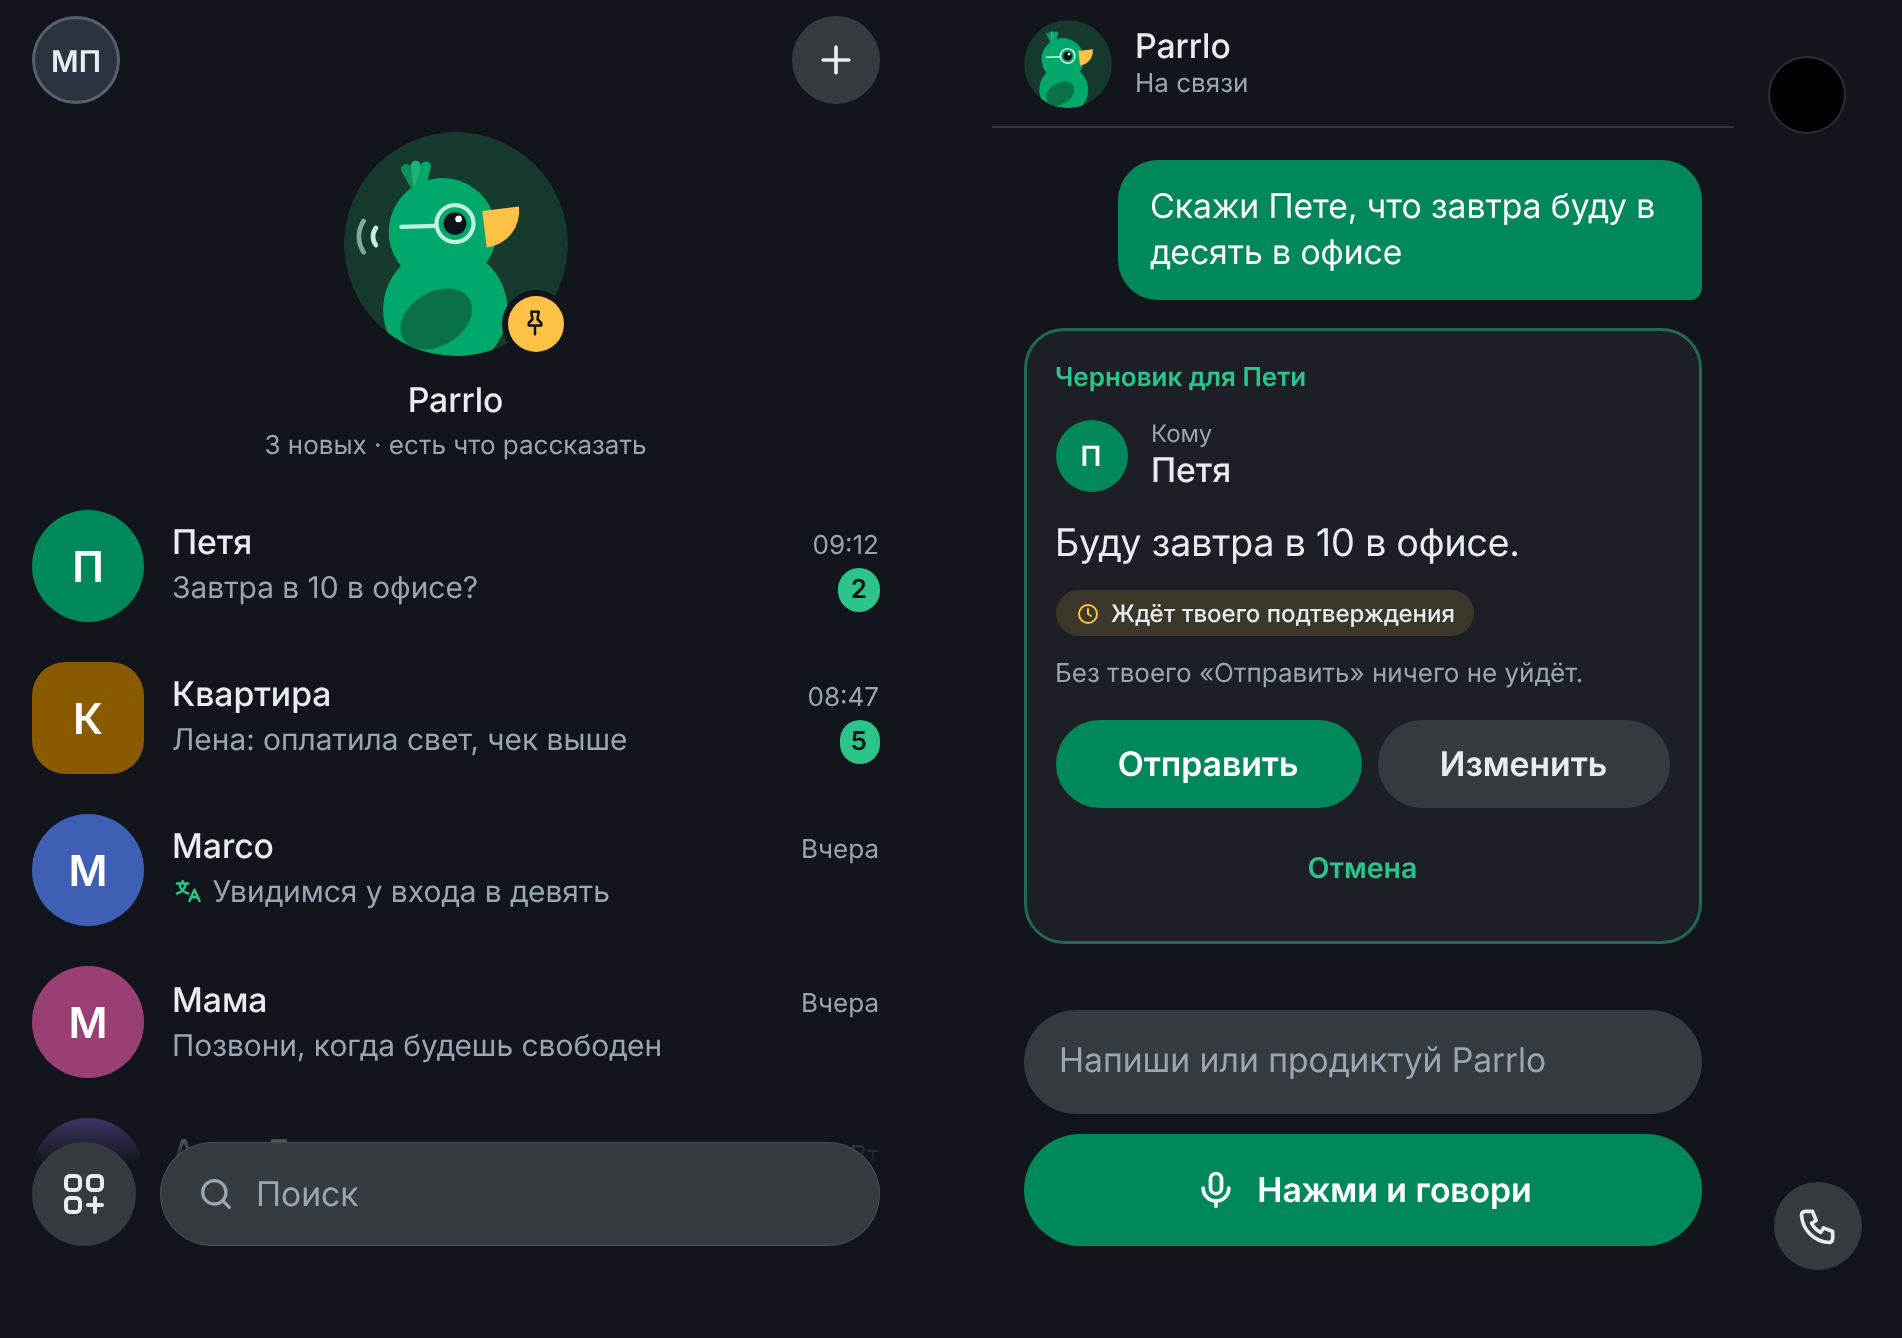 МП
Parrlo
3 новых · есть что рассказать
П
Петя
09:12
Завтра в 10 в офисе?
2
К
Квартира
08:47
Лена: оплатила свет, чек выше
5
M
Marco
Вчера
Увидимся у входа в девять
М
Мама
Вчера
Позвони, когда будешь свободен
Поиск
Parrlo
На связи
Скажи Пете, что завтра буду в
десять в офисе
Черновик для Пети
П
Кому
Петя
Буду завтра в 10 в офисе.
Ждёт твоего подтверждения
Без твоего «Отправить» ничего не уйдёт.
Отправить
Изменить
Отмена
Напиши или продиктуй Parrlo
Нажми и говори